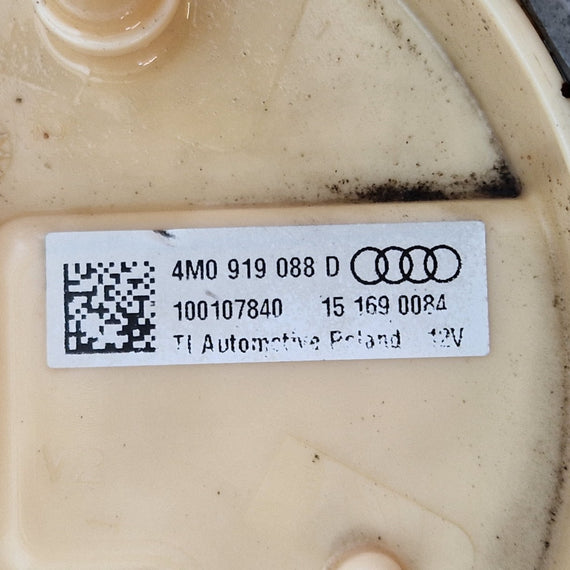 4M0 919 088 D
100107840 15 169 0084
TI Automotive Poland 12V